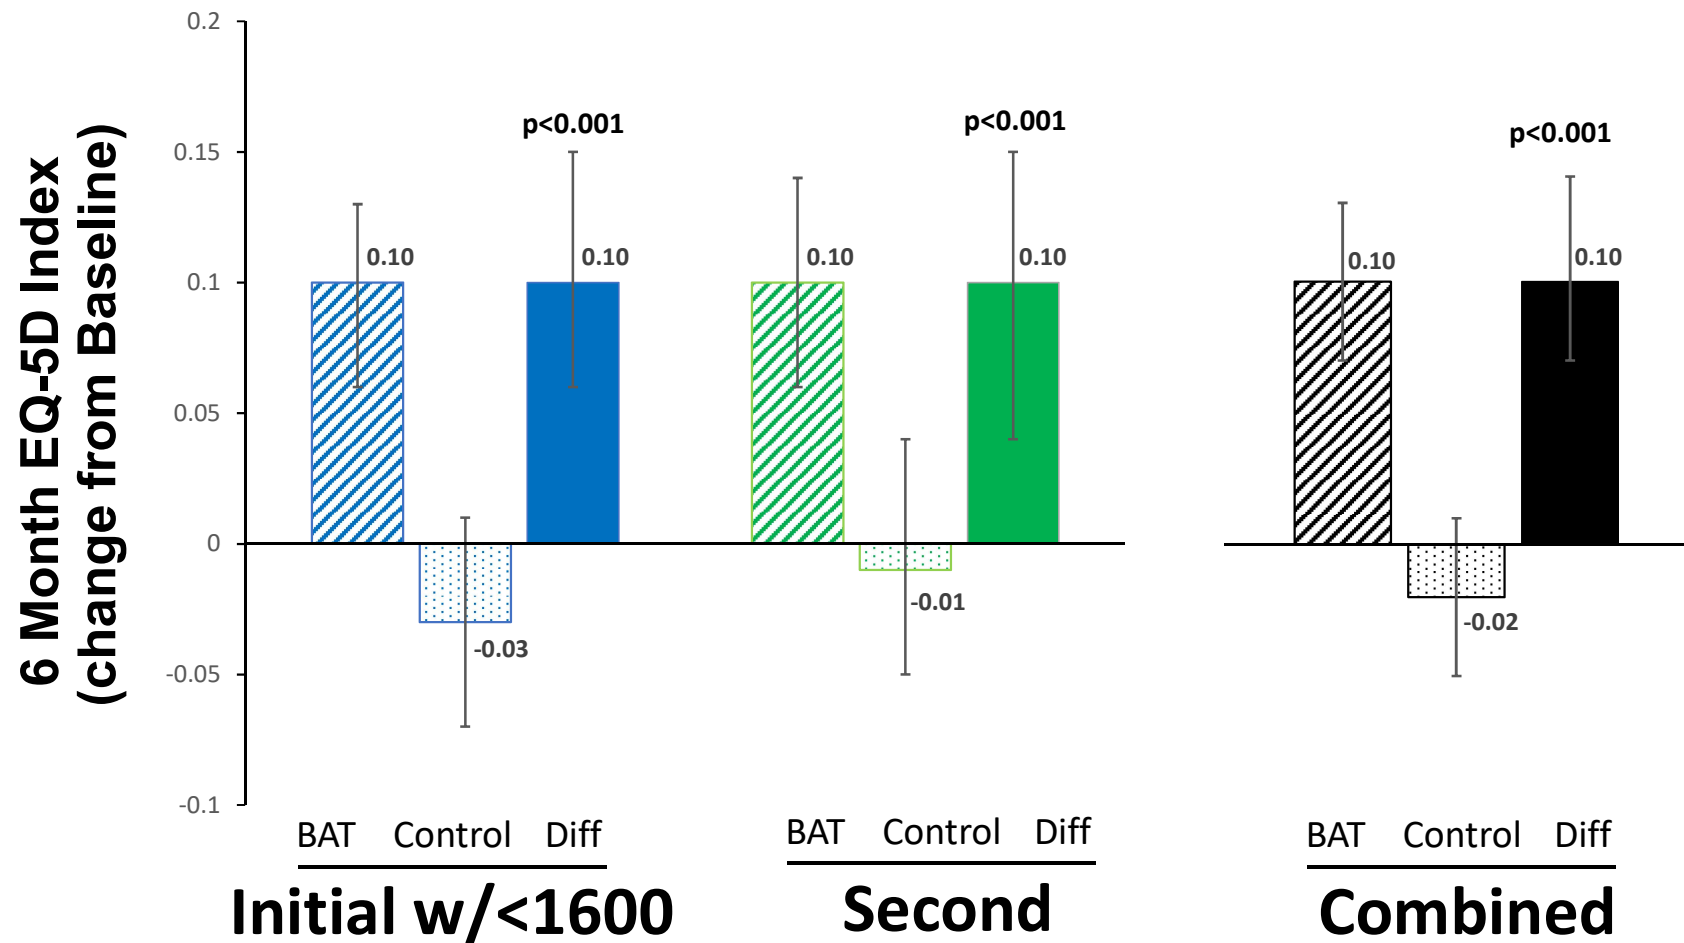 6 Month EQ-5D Index
(change from Baseline)
0.2
0.15
0.1
0.05
0
-0.05
-0.1
p<0.001
0.10
-0.03
0.10
p<0.001
0.10
-0.01
0.10
p<0.001
0.10
-0.02
0.10
BAT Control Diff
Initial w/<1600
BAT Control Diff
Second
BAT Control Diff
Combined